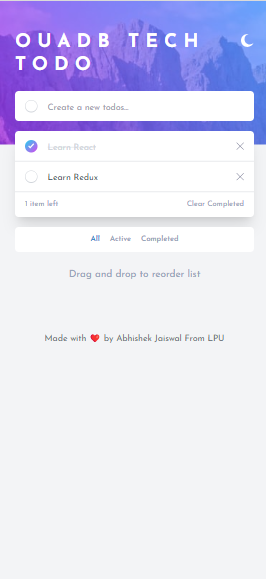 OUADB TECH
TODO
Create a new todos...
Learn React
Learn Redux
1 item left
Clear Completed
All Active Completed
Drag and drop to reorder list
Made with ❤️ by Abhishek Jaiswal From LPU